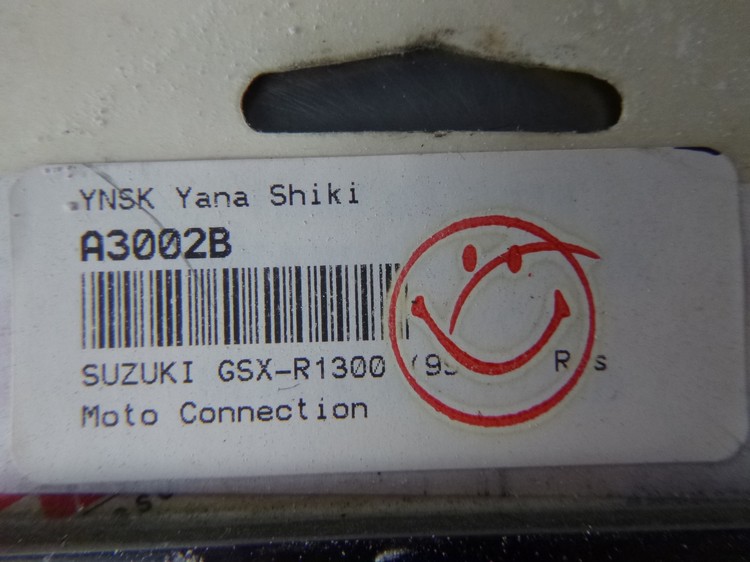 YNSK Yana Shiki
A3002B
SUZUKI GSX-R1300
Moto Connection